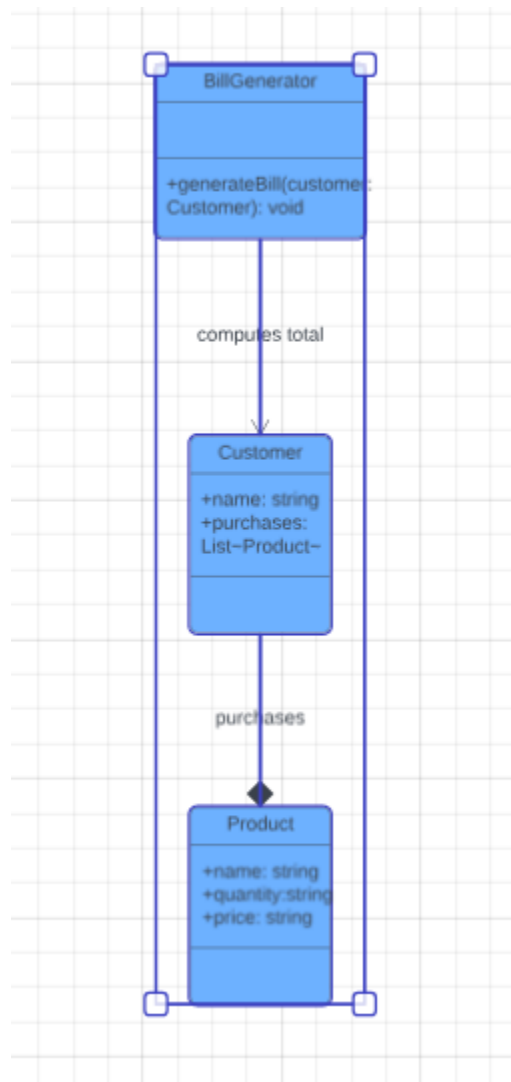 BillGenerator
+generateBill(customer:
Customer): void
computes total
Customer
+name: string
+purchases:
List~Product~
purchases
Product
+name: string
+quantity:string
+price: string